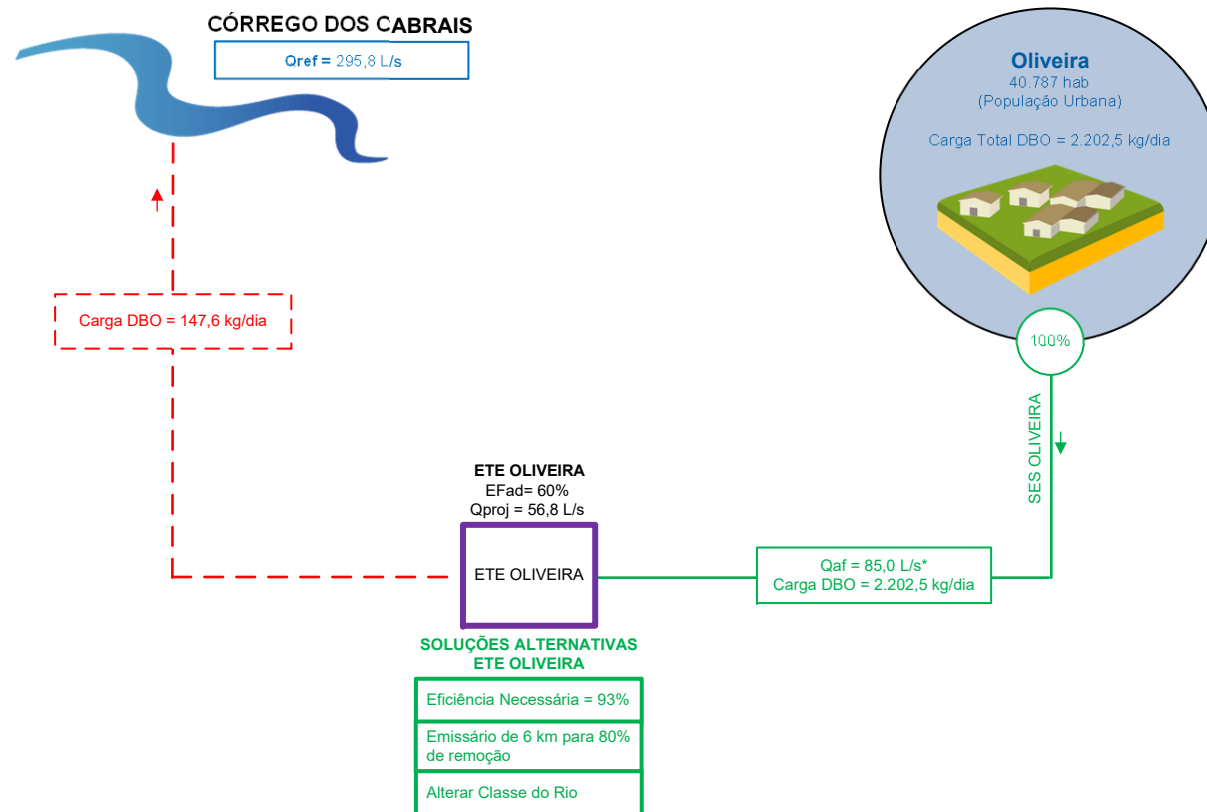 CÓRREGO DOS CABRAIS
Qref = 295,8 L/s
Oliveira
40.787 hab
(População Urbana)
Carga Total DBO = 2.202,5 kg/dia
100%
SES OLIVEIRA
Carga DBO = 147,6 kg/dia
ETE OLIVEIRA
EFad= 60%
Qproj = 56,8 L/s
ETE OLIVEIRA
Qaf = 85,0 L/s*
Carga DBO = 2.202,5 kg/dia
SOLUÇÕES ALTERNATIVAS
ETE OLIVEIRA
Eficiência Necessária = 93%
Emissário de 6 km para 80%
de remoção
Alterar Classe do Rio